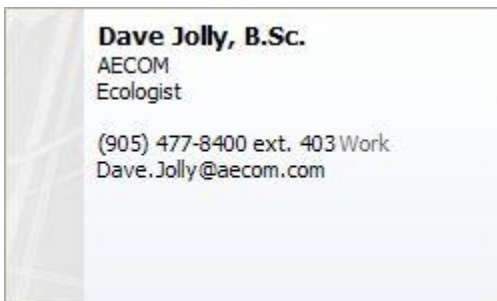 Dave Jolly, B.Sc.
AECOM
Ecologist
(905) 477-8400 ext. 403 Work
Dave.Jolly@aecom.com